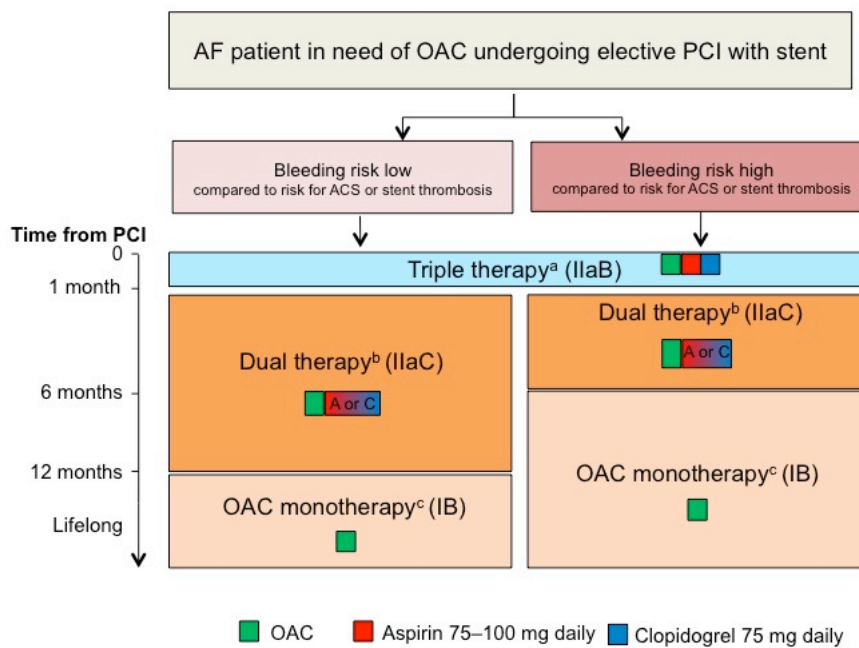 AF patient in need of OAC undergoing elective PCI with stent
Bleeding risk low
compared to risk for ACS or stent thrombosis
Bleeding risk high
compared to risk for ACS or stent thrombosis
Time from PCI
0
Triple therapyᵃ (IIaB)
1 month
Dual therapyᵇ (IIaC)
A or C
Dual therapyᵇ (IIaC)
A or C
6 months
12 months
OAC monotherapyᶜ (IB)
OAC monotherapyᶜ (IB)
Lifelong
OAC
Aspirin 75–100 mg daily
Clopidogrel 75 mg daily